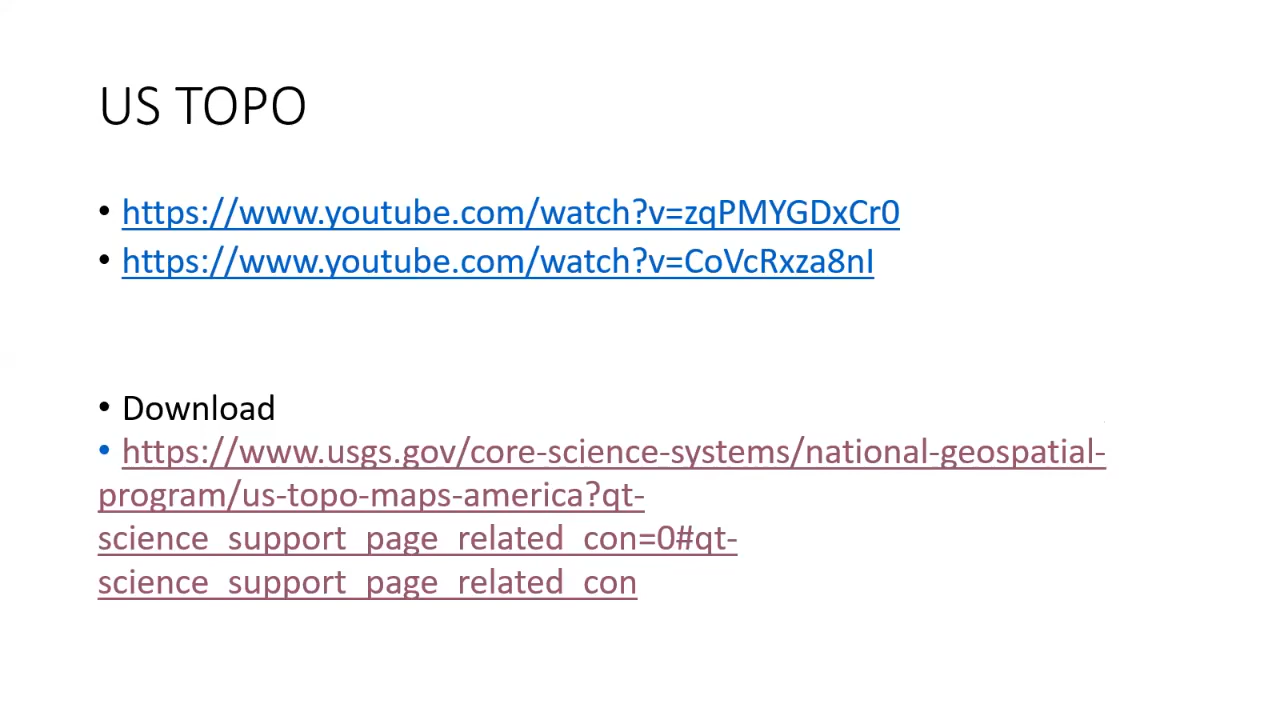 US TOPO
• https://www.youtube.com/watch?v=zqPMYGDxCr0
• https://www.youtube.com/watch?v=CoVcRxza8nI
• Download
• https://www.usgs.gov/core-science-systems/national-geospatial-
program/us-topo-maps-america?qt-
science_support_page_related_con=0#qt-
science_support_page_related_con